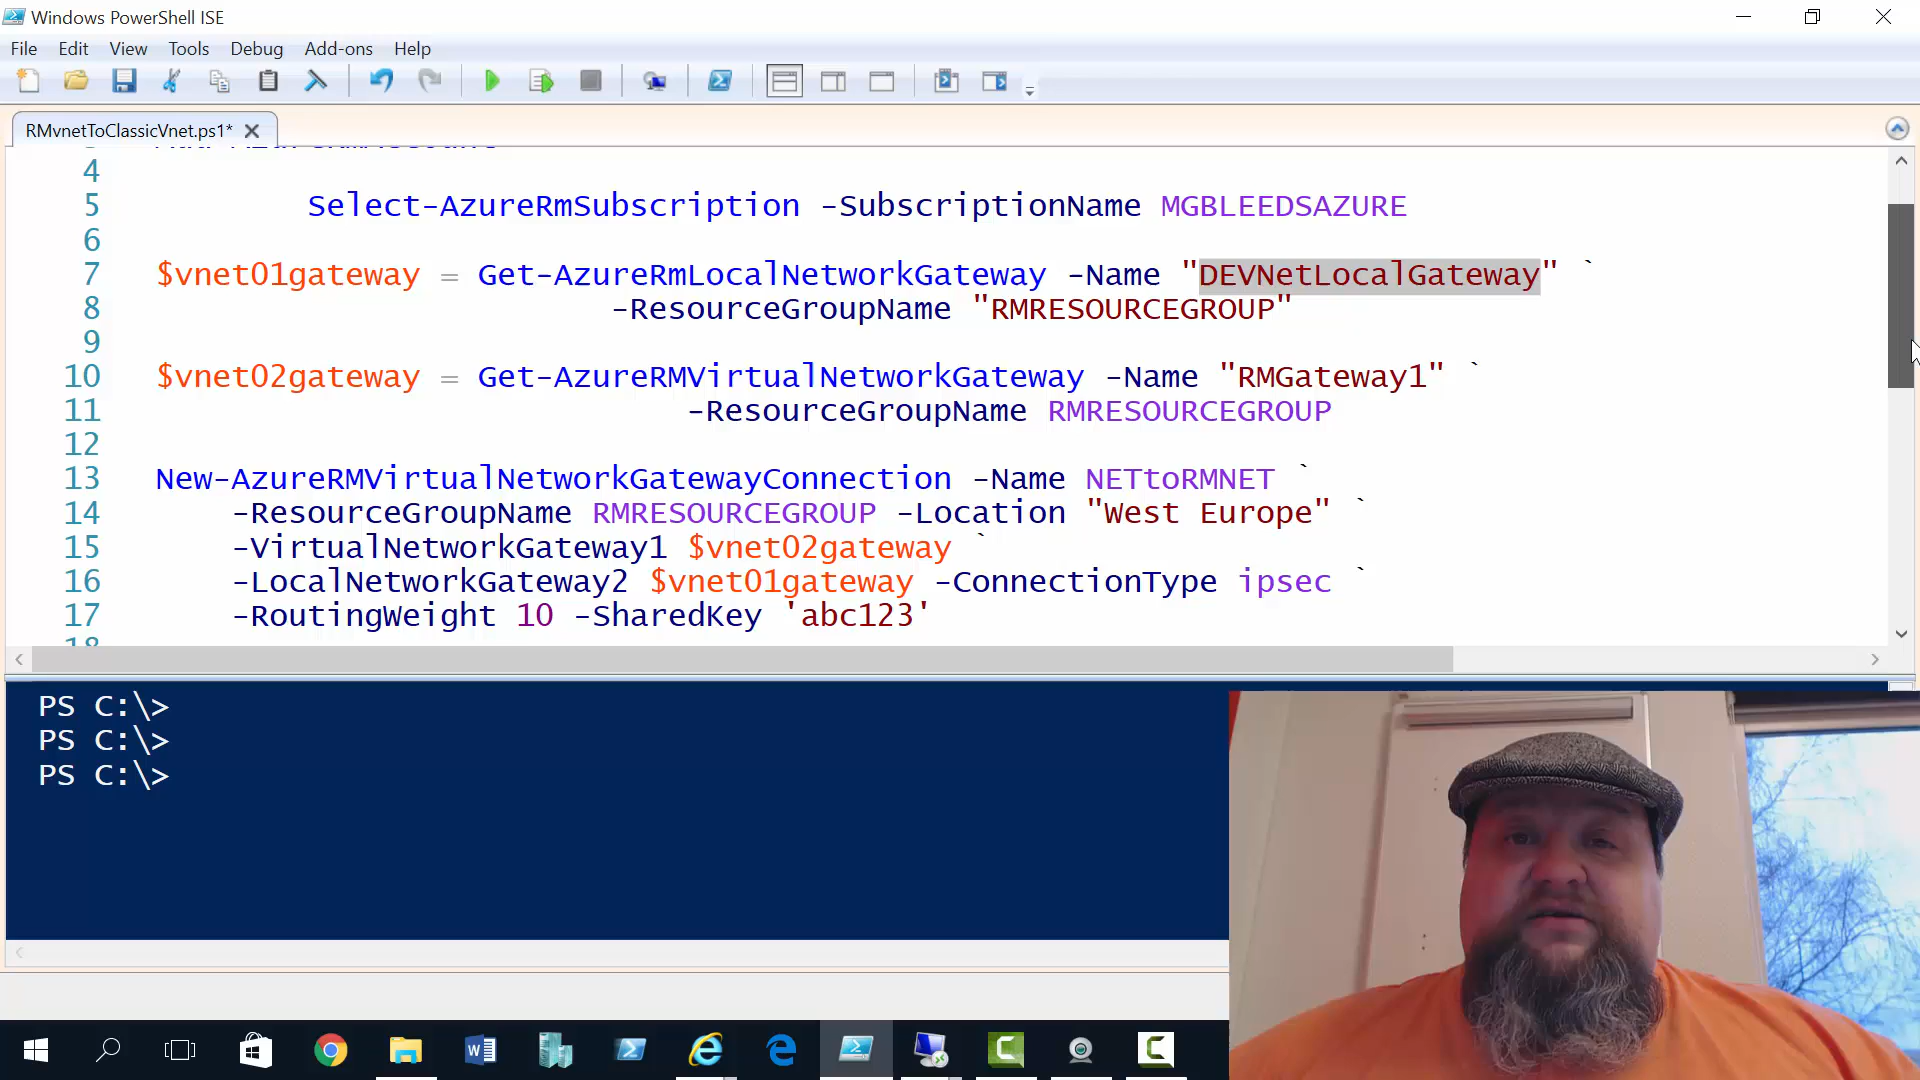 Windows PowerShell ISE
File Edit View Tools Debug Add-ons Help
RMvnetToClassicVnet.ps1*
4
5 Select-AzureRmSubscription -SubscriptionName MGBLEEDSAZURE
6
7 $vnet01gateway = Get-AzureRmLocalNetworkGateway -Name "DEVNetLocalGateway" `
8 -ResourceGroupName "RMRESOURCEGROUP"
9
10 $vnet02gateway = Get-AzureRMVirtualNetworkGateway -Name "RMGateway1" `
11 -ResourceGroupName RMRESOURCEGROUP
12
13 New-AzureRMVirtualNetworkGatewayConnection -Name NETtoRMNET `
14 -ResourceGroupName RMRESOURCEGROUP -Location "West Europe" `
15 -VirtualNetworkGateway1 $vnet02gateway `
16 -LocalNetworkGateway2 $vnet01gateway -ConnectionType ipsec `
17 -RoutingWeight 10 -SharedKey 'abc123'
18
PS C:\>
PS C:\>
PS C:\>